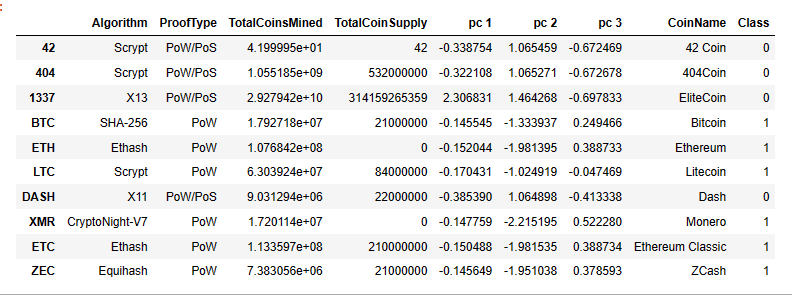 Algorithm ProofType TotalCoinsMined TotalCoinSupply pc 1 pc 2 pc 3 CoinName Class
42 Scrypt PoW/PoS 4.199995e+01 42 -0.338754 1.065459 -0.672469 42 Coin 0
404 Scrypt PoW/PoS 1.055185e+09 532000000 -0.322108 1.065271 -0.672678 404Coin 0
1337 X13 PoW/PoS 2.927942e+10 314159265359 2.306831 1.464268 -0.697833 EliteCoin 0
BTC SHA-256 PoW 1.792718e+07 21000000 -0.145545 -1.333937 0.249466 Bitcoin 1
ETH Ethash PoW 1.076842e+08 0 -0.152044 -1.981395 0.388733 Ethereum 1
LTC Scrypt PoW 6.303924e+07 84000000 -0.170431 -1.024919 -0.047469 Litecoin 1
DASH X11 PoW/PoS 9.031294e+06 22000000 -0.385390 1.064898 -0.413338 Dash 0
XMR CryptoNight-V7 PoW 1.720114e+07 0 -0.147759 -2.215195 0.522280 Monero 1
ETC Ethash PoW 1.133597e+08 210000000 -0.150488 -1.981535 0.388734 Ethereum Classic 1
ZEC Equihash PoW 7.383056e+06 21000000 -0.145649 -1.951038 0.378593 ZCash 1